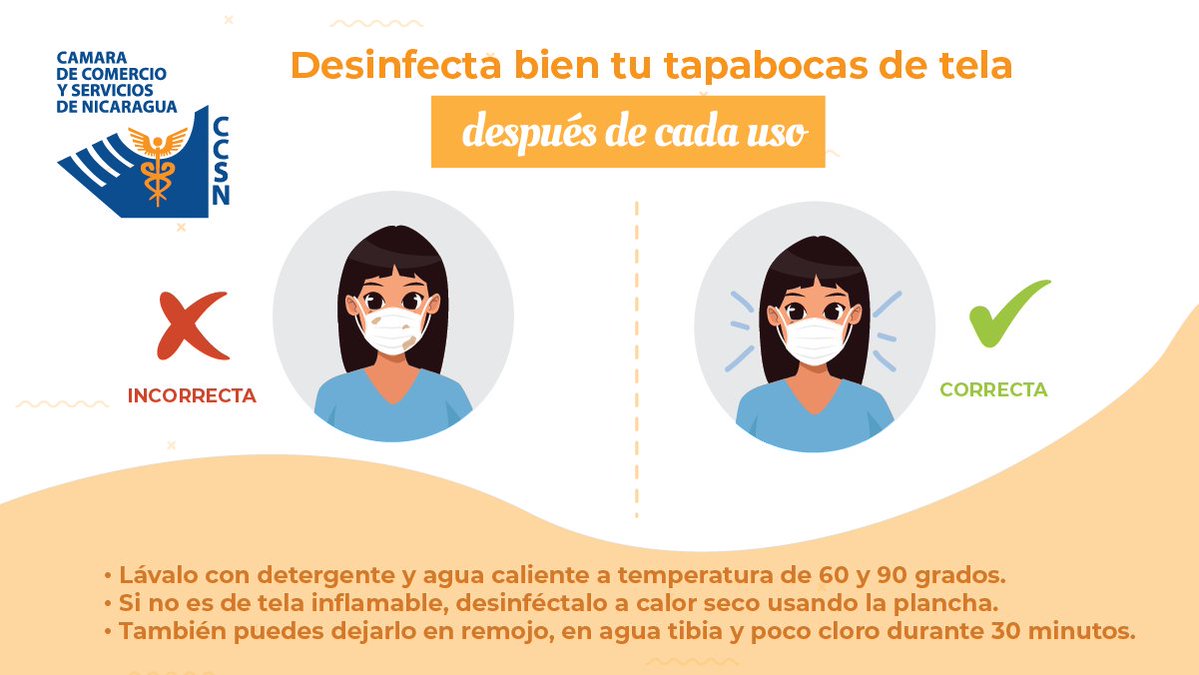 CAMARA
DE COMERCIO
Y SERVICIOS
DE NICARAGUA
CCSN
Desinfecta bien tu tapabocas de tela
después de cada uso
INCORRECTA
CORRECTA
• Lávalo con detergente y agua caliente a temperatura de 60 y 90 grados.
• Si no es de tela inflamable, desinféctalo a calor seco usando la plancha.
• También puedes dejarlo en remojo, en agua tibia y poco cloro durante 30 minutos.